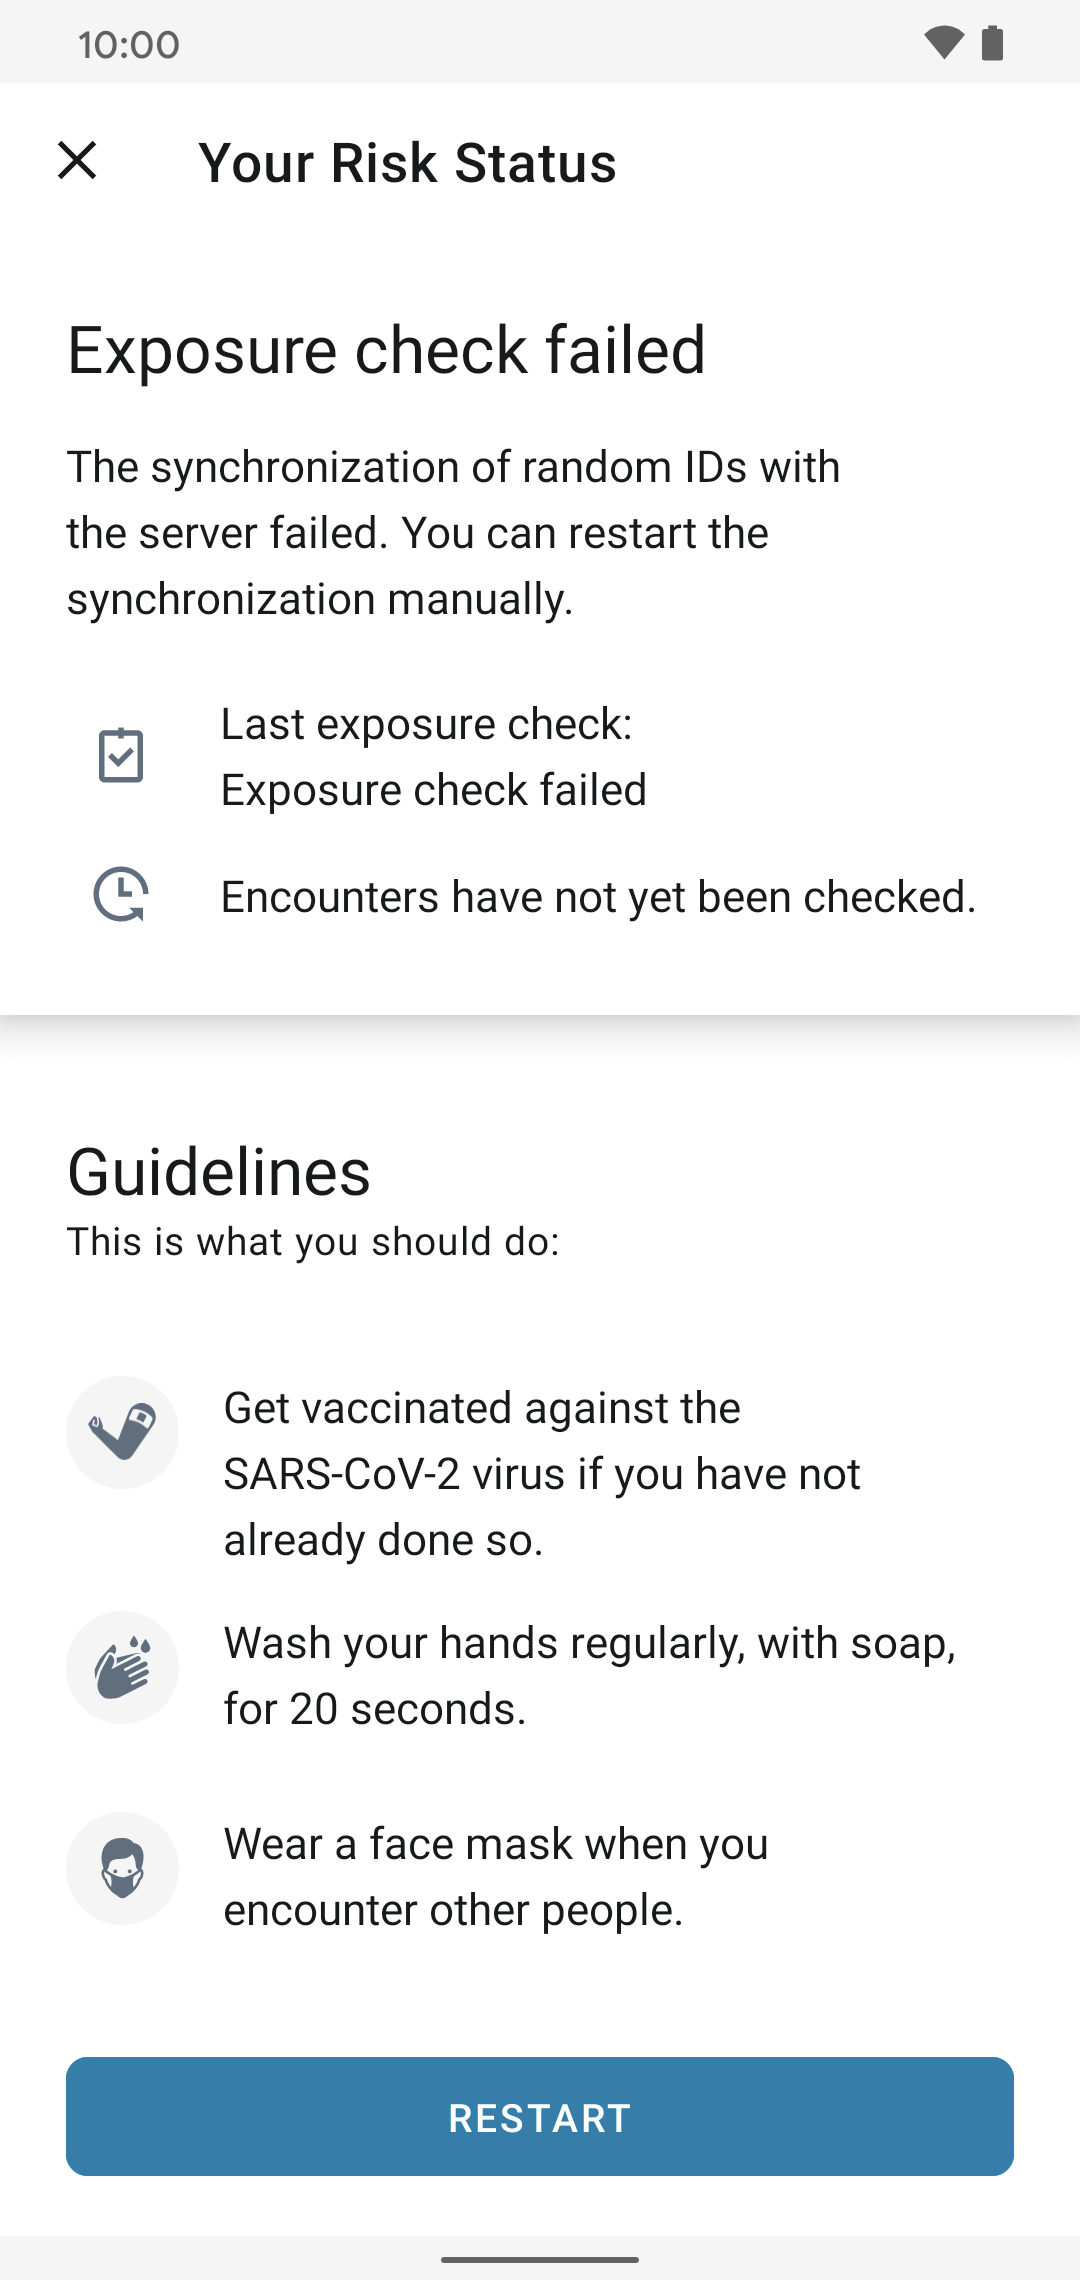 10:00
Your Risk Status
Exposure check failed
The synchronization of random IDs with
the server failed. You can restart the
synchronization manually.
Last exposure check:
Exposure check failed
Encounters have not yet been checked.
Guidelines
This is what you should do:
Get vaccinated against the
SARS-CoV-2 virus if you have not
already done so.
Wash your hands regularly, with soap,
for 20 seconds.
Wear a face mask when you
encounter other people.
RESTART